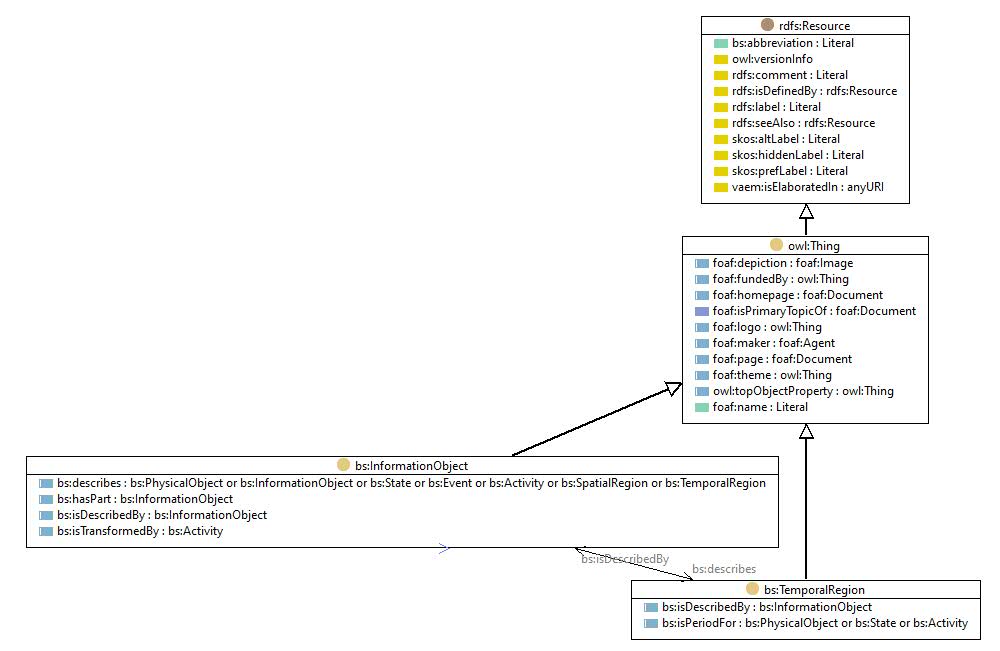 rdfs:Resource
bs:abbreviation : Literal
owl:versionInfo
rdfs:comment : Literal
rdfs:isDefinedBy : rdfs:Resource
rdfs:label : Literal
rdfs:seeAlso : rdfs:Resource
skos:altLabel : Literal
skos:hiddenLabel : Literal
skos:prefLabel : Literal
vaem:isElaboratedIn : anyURI
owl:Thing
foaf:depiction : foaf:Image
foaf:fundedBy : owl:Thing
foaf:homepage : foaf:Document
foaf:isPrimaryTopicOf : foaf:Document
foaf:logo : owl:Thing
foaf:maker : foaf:Agent
foaf:page : foaf:Document
foaf:theme : owl:Thing
owl:topObjectProperty : owl:Thing
foaf:name : Literal
bs:InformationObject
bs:describes : bs:PhysicalObject or bs:InformationObject or bs:State or bs:Event or bs:Activity or bs:SpatialRegion or bs:TemporalRegion
bs:hasPart : bs:InformationObject
bs:isDescribedBy : bs:InformationObject
bs:isTransformedBy : bs:Activity
bs:isDescribedBy
bs:describes
bs:TemporalRegion
bs:isDescribedBy : bs:InformationObject
bs:isPeriodFor : bs:PhysicalObject or bs:State or bs:Activity